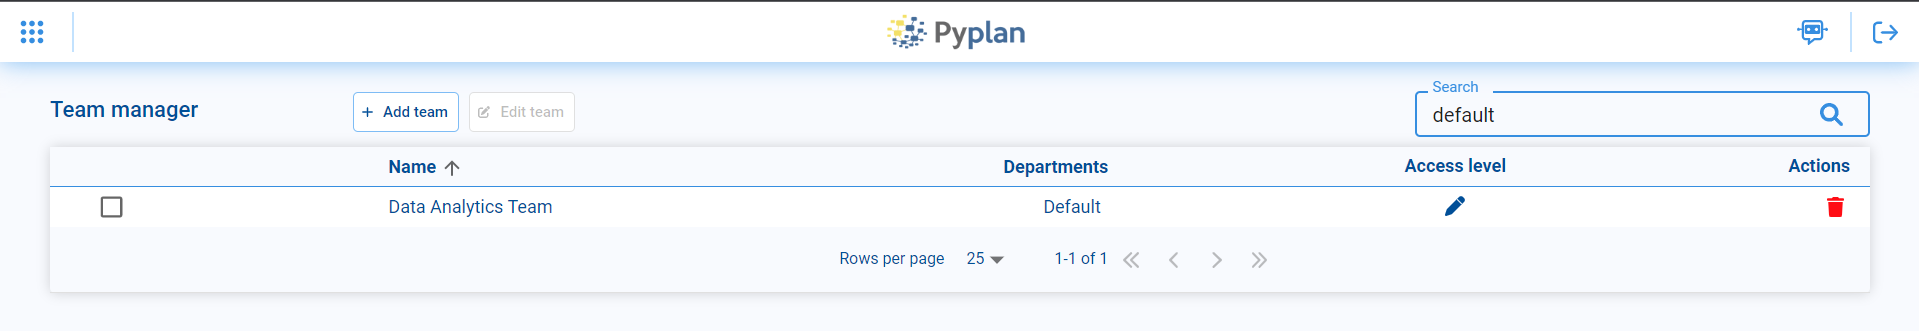 Pyplan
Team manager
+ Add team
Edit team
Search
default
Name
Departments
Access level
Actions
Data Analytics Team
Default
Rows per page
25
1-1 of 1